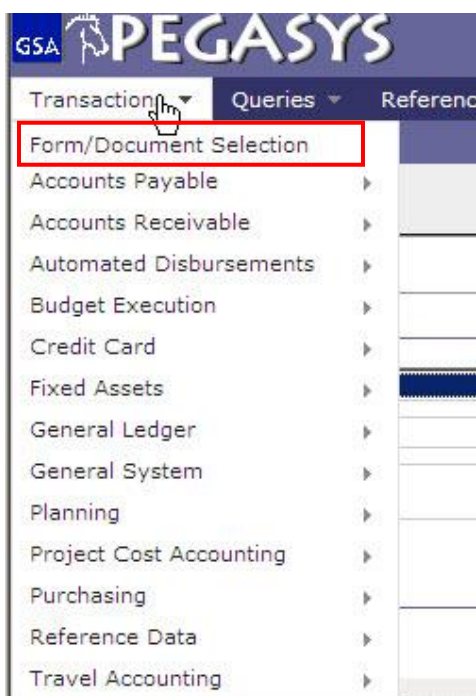 GSA PEGASYS
Transactions Queries Referenc
Form/Document Selection
Accounts Payable
Accounts Receivable
Automated Disbursements
Budget Execution
Credit Card
Fixed Assets
General Ledger
General System
Planning
Project Cost Accounting
Purchasing
Reference Data
Travel Accounting